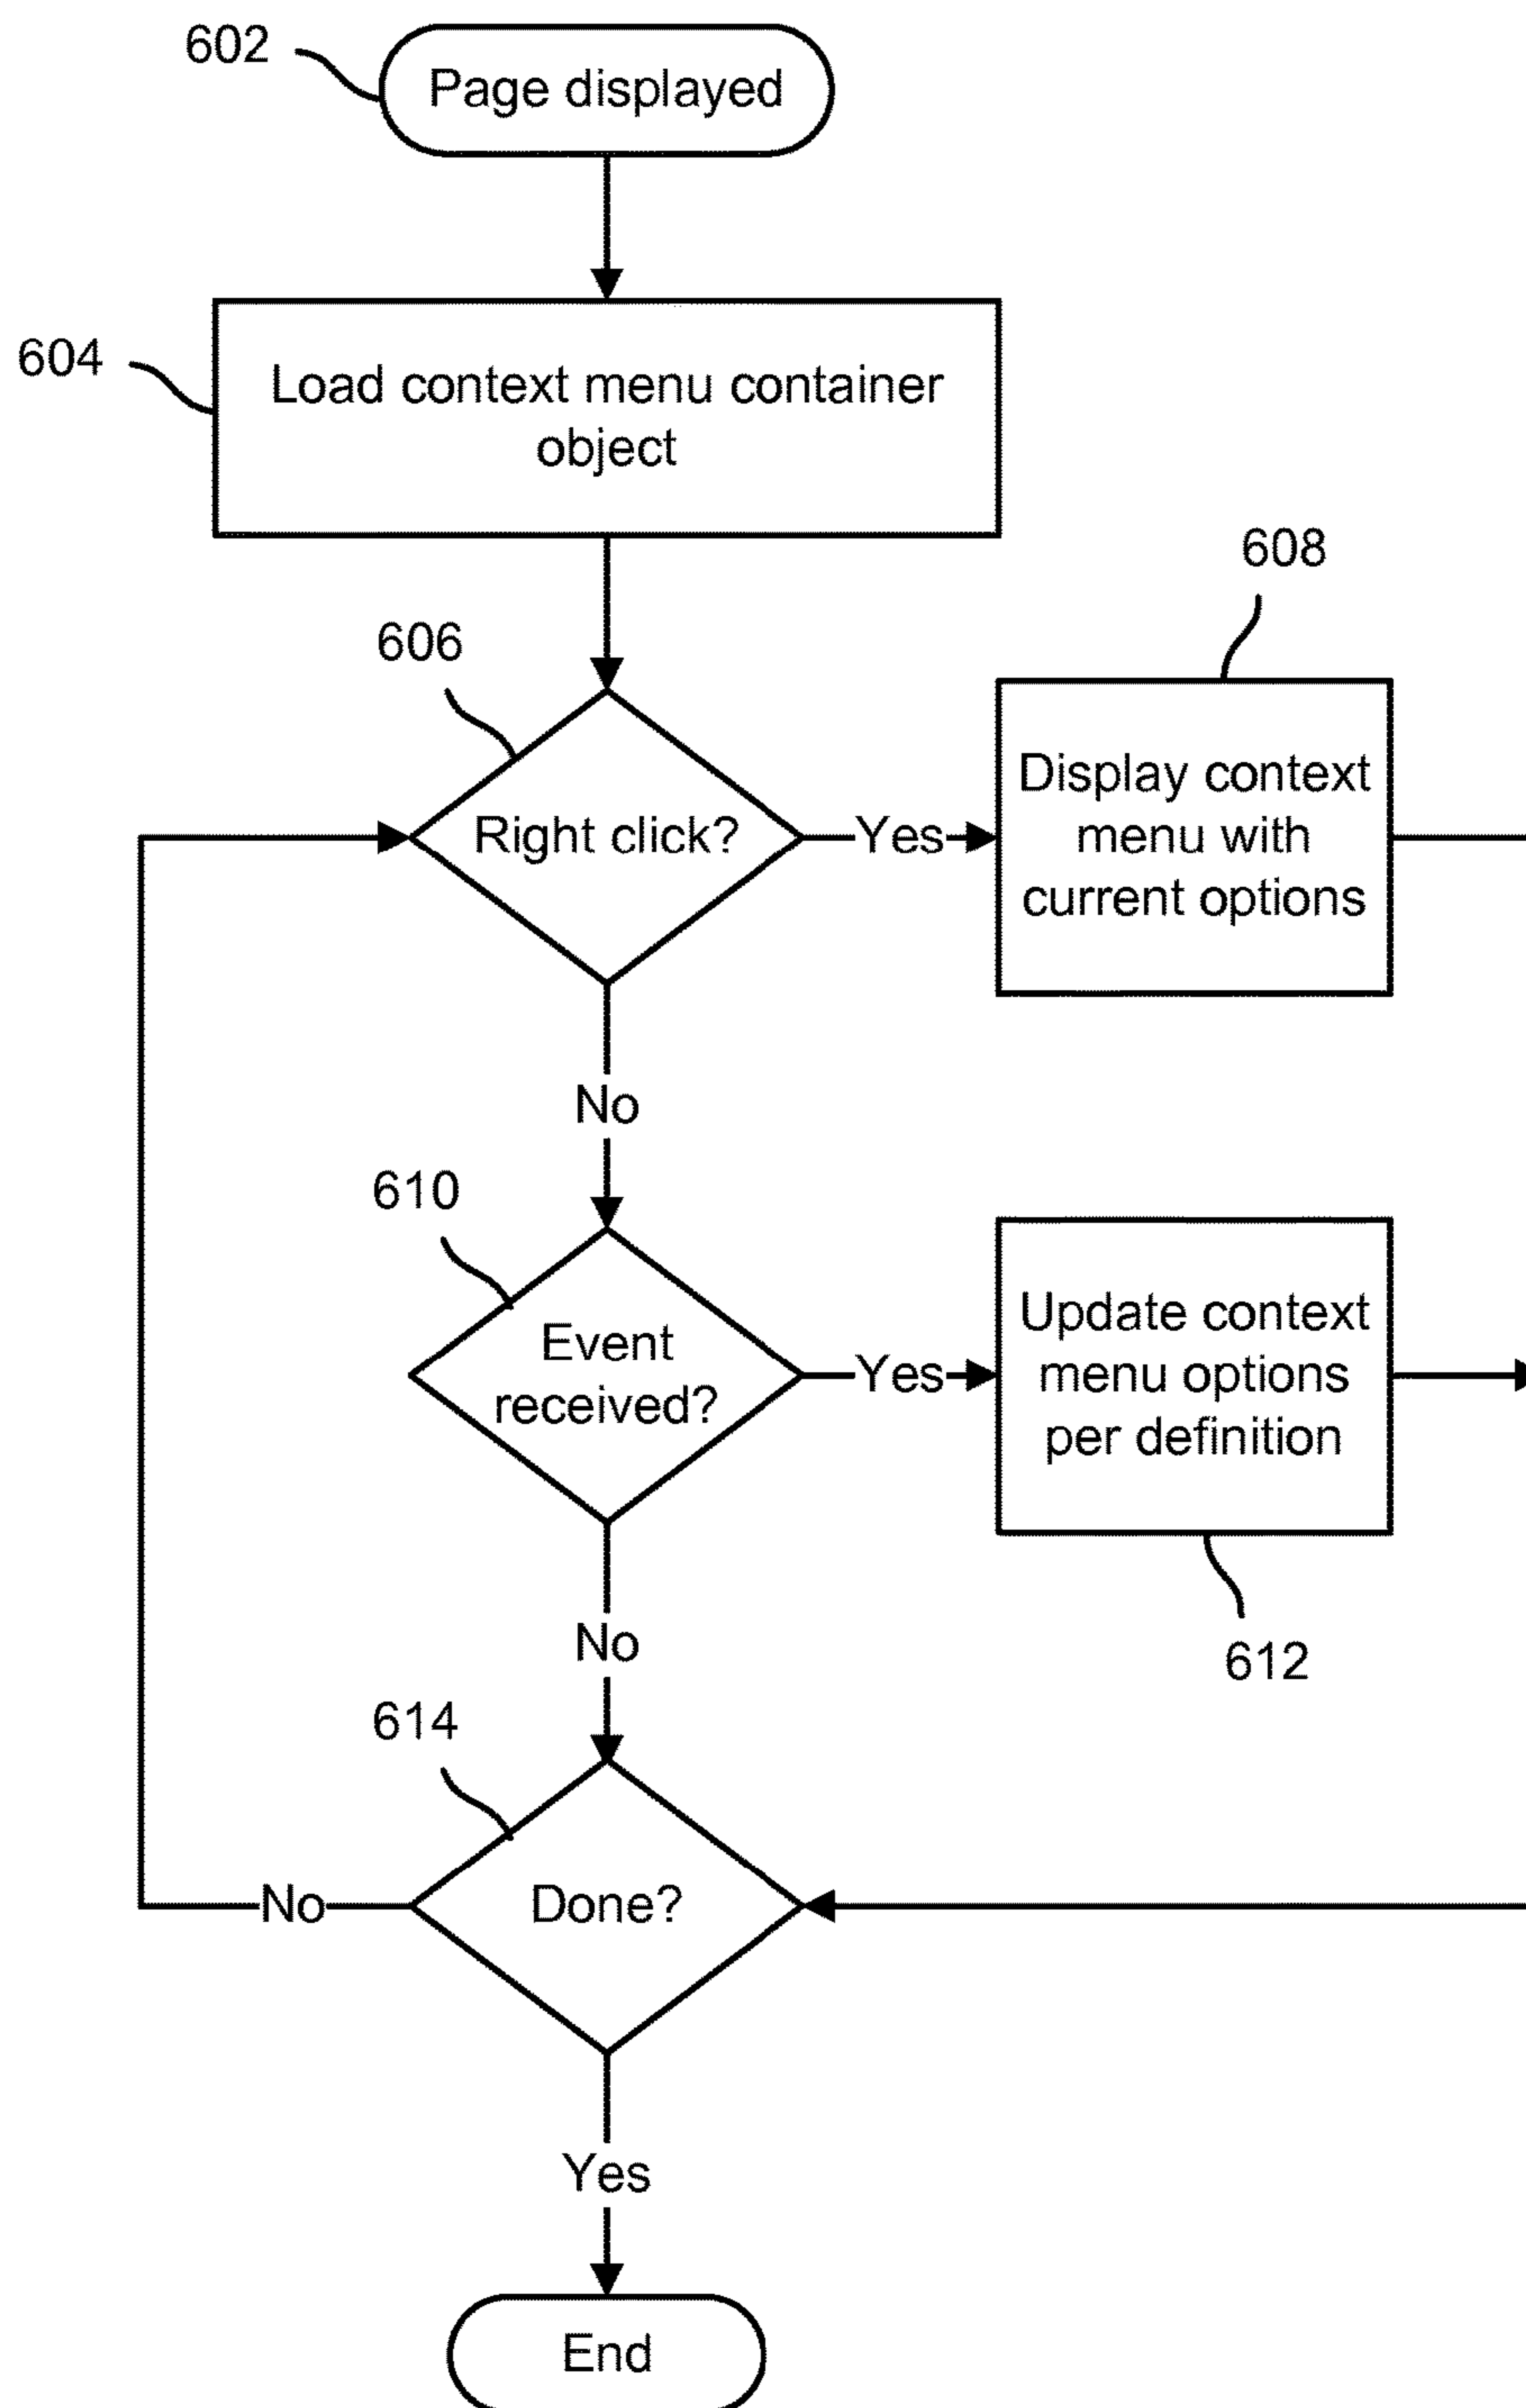 602
Page displayed
604
Load context menu container
object
606
Right click?
Yes
608
Display context
menu with
current options
No
610
Event
received?
Yes
Update context
menu options
per definition
612
No
614
Done?
No
Yes
End